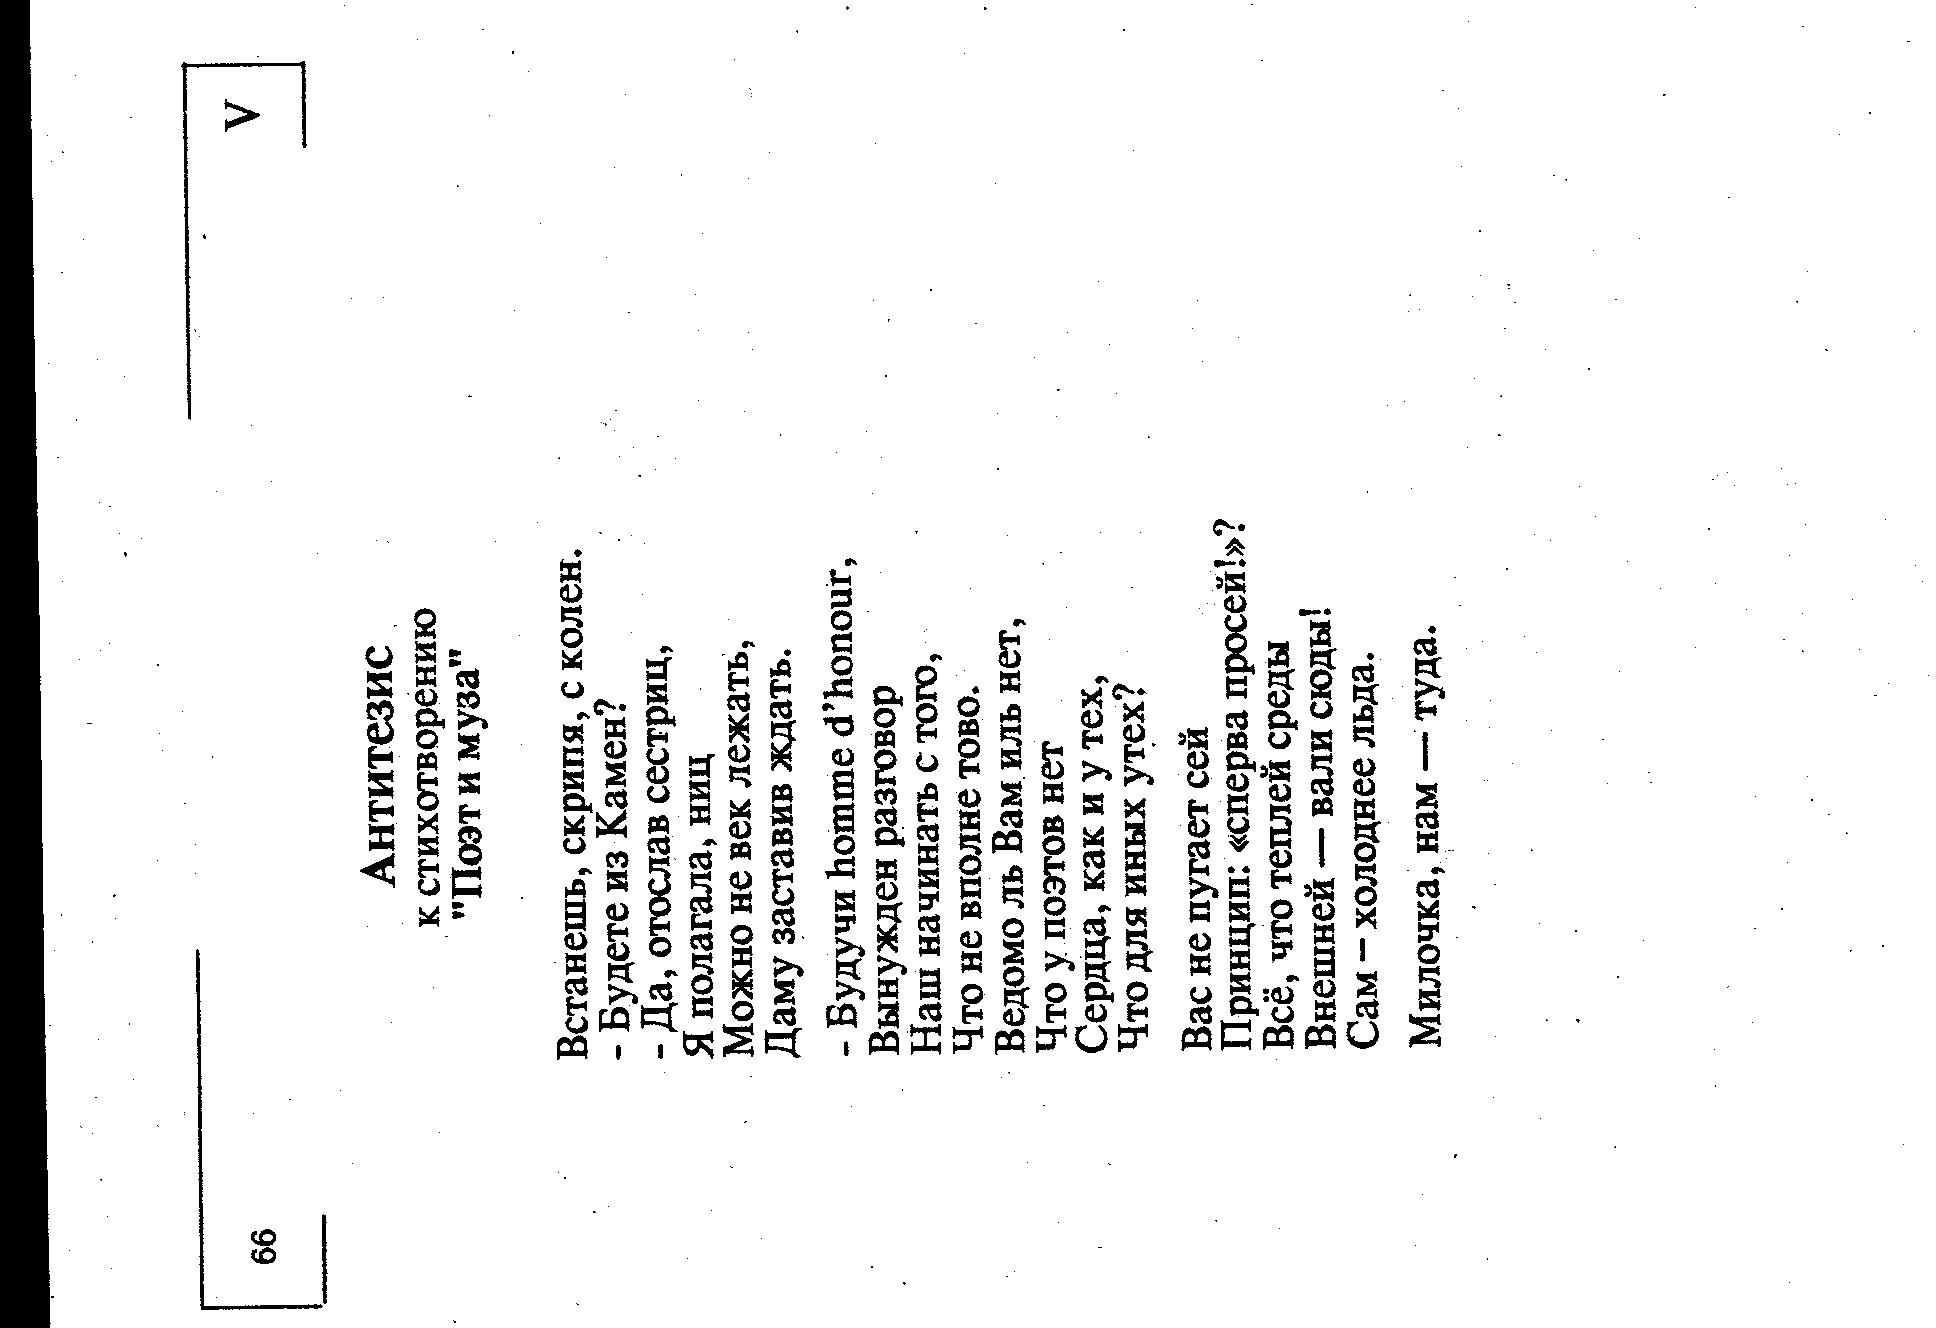 66
V
Антитезис
к стихотворению
"Поэт и муза"
Встанешь, скрипя, с колен.
- Будете из Камен?
- Да, отослав сестриц,
Я полагала, ниц
Можно не век лежать,
Даму заставив ждать.
- Будучи homme d’honour,
Вынужден разговор
Наш начинать с того,
Что не вполне тово.
Ведомо ль Вам иль нет,
Что у поэтов нет
Сердца, как и у тех,
Что для иных утех?
Вас не пугает сей
Принцип: «сперва просей!»?
Всё, что теплей среды
Внешней — вали сюды!
Сам – холоднее льда.
Милочка, нам — туда.